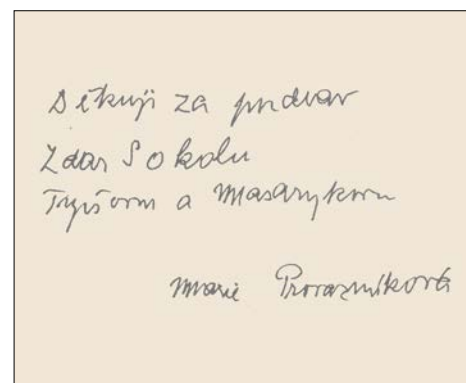 Děkuji za pozdrav
Zdar Sokolu
Tyršovu a Masarykovu
Marie Provazníková